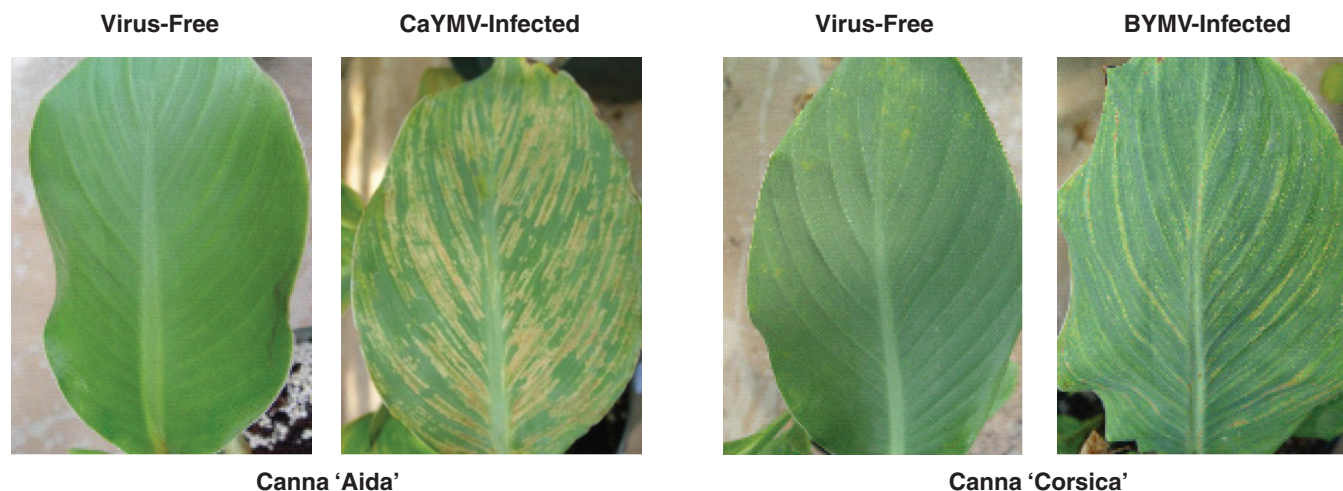 Virus-Free
CaYMV-Infected
Virus-Free
BYMV-Infected
Canna ‘Aida’
Canna ‘Corsica’